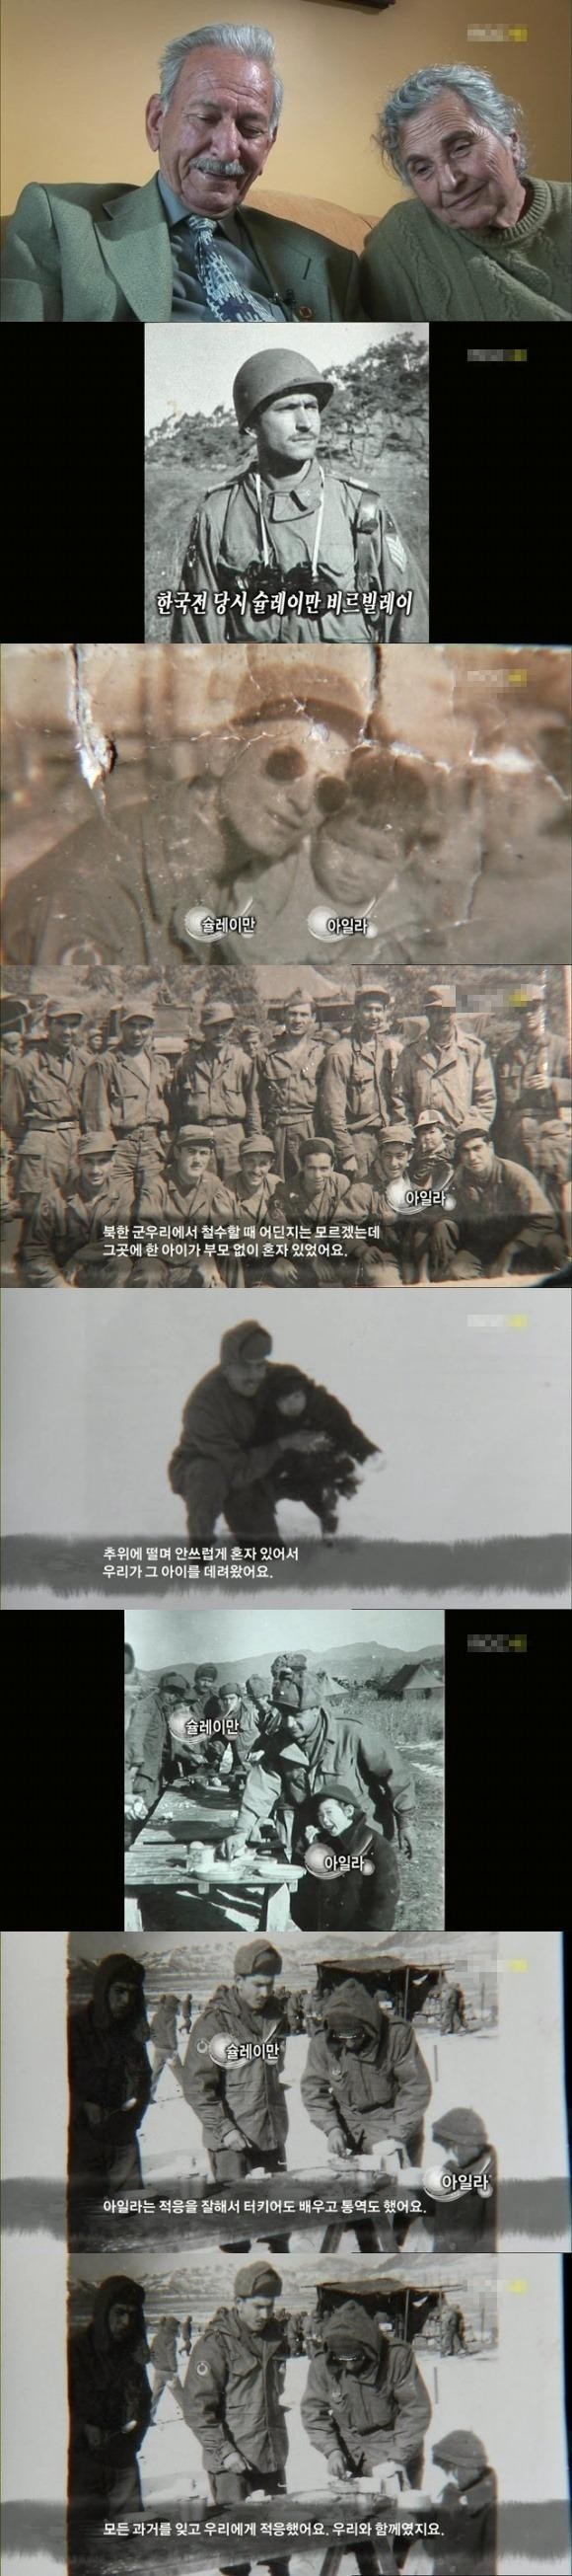 한국전 당시 슐레이만 비르빌레이
슐레이만
아일라
아일라
북한 군우리에서 철수할 때 어딘지는 모르겠는데
그곳에 한 아이가 부모 없이 혼자 있었어요.
추위에 떨며 안쓰럽게 혼자 있어서
우리가 그 아이를 데려왔어요.
슐레이만
아일라
슐레이만
아일라
아일라는 적응을 잘해서 터키어도 배우고 통역도 했어요.
모든 과거를 잊고 우리에게 적응했어요. 우리와 함께였지요.